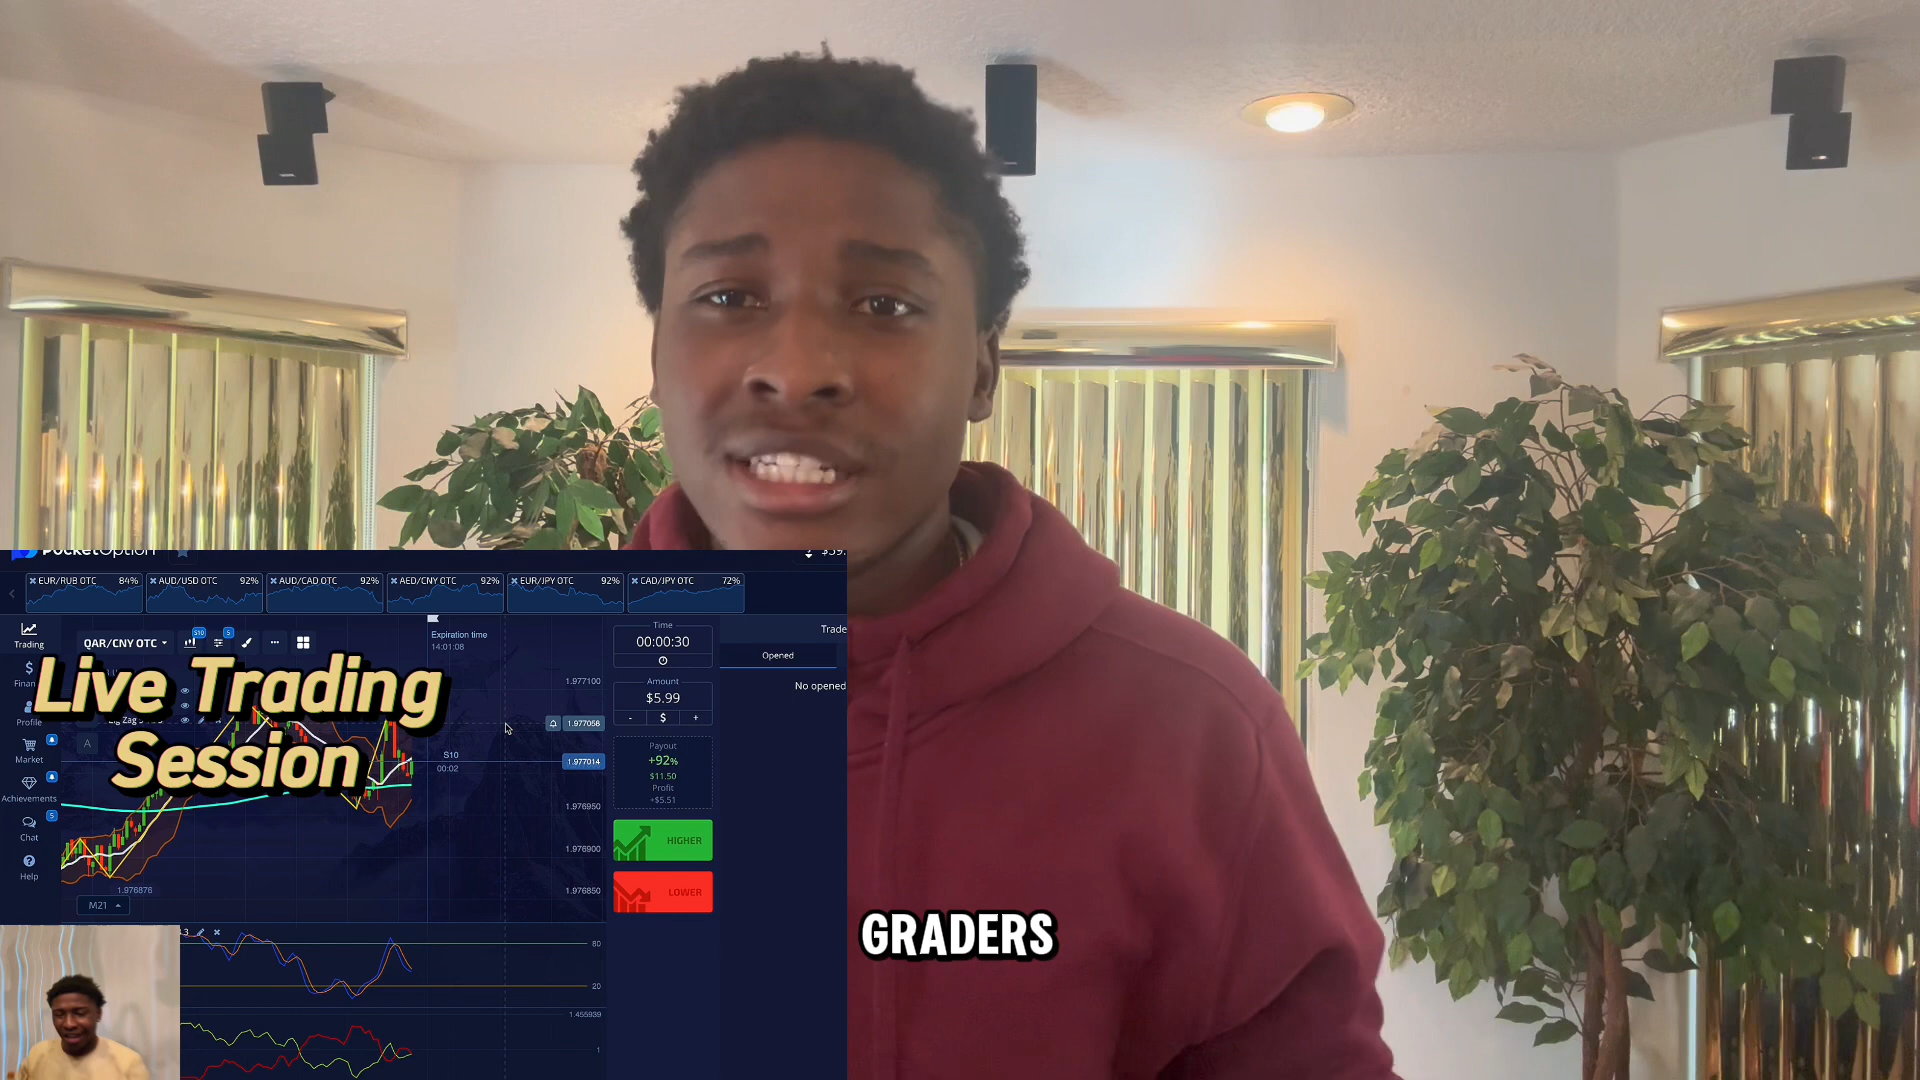 PocketOption
EUR/RUB OTC 84%
AUD/USD OTC 92%
AUD/CAD OTC 92%
AED/CNY OTC 92%
EUR/JPY OTC 92%
CAD/JPY OTC 72%
Trading
QAR/CNY OTC
S10
5
Expiration time
14:01:08
Time
00:00:30
Trade
Opened
No opened
Amount
$5.99
- $ +
Payout
+92%
$11.50
Profit
+$5.51
HIGHER
LOWER
Finan
Profile
Market
Achievements
5
Chat
Help
Live Trading
Session
A
1.977100
1.977058
S10
00:02
1.977014
1.976950
1.976900
1.976850
1.976876
M21
80
20
1.455939
1
GRADERS